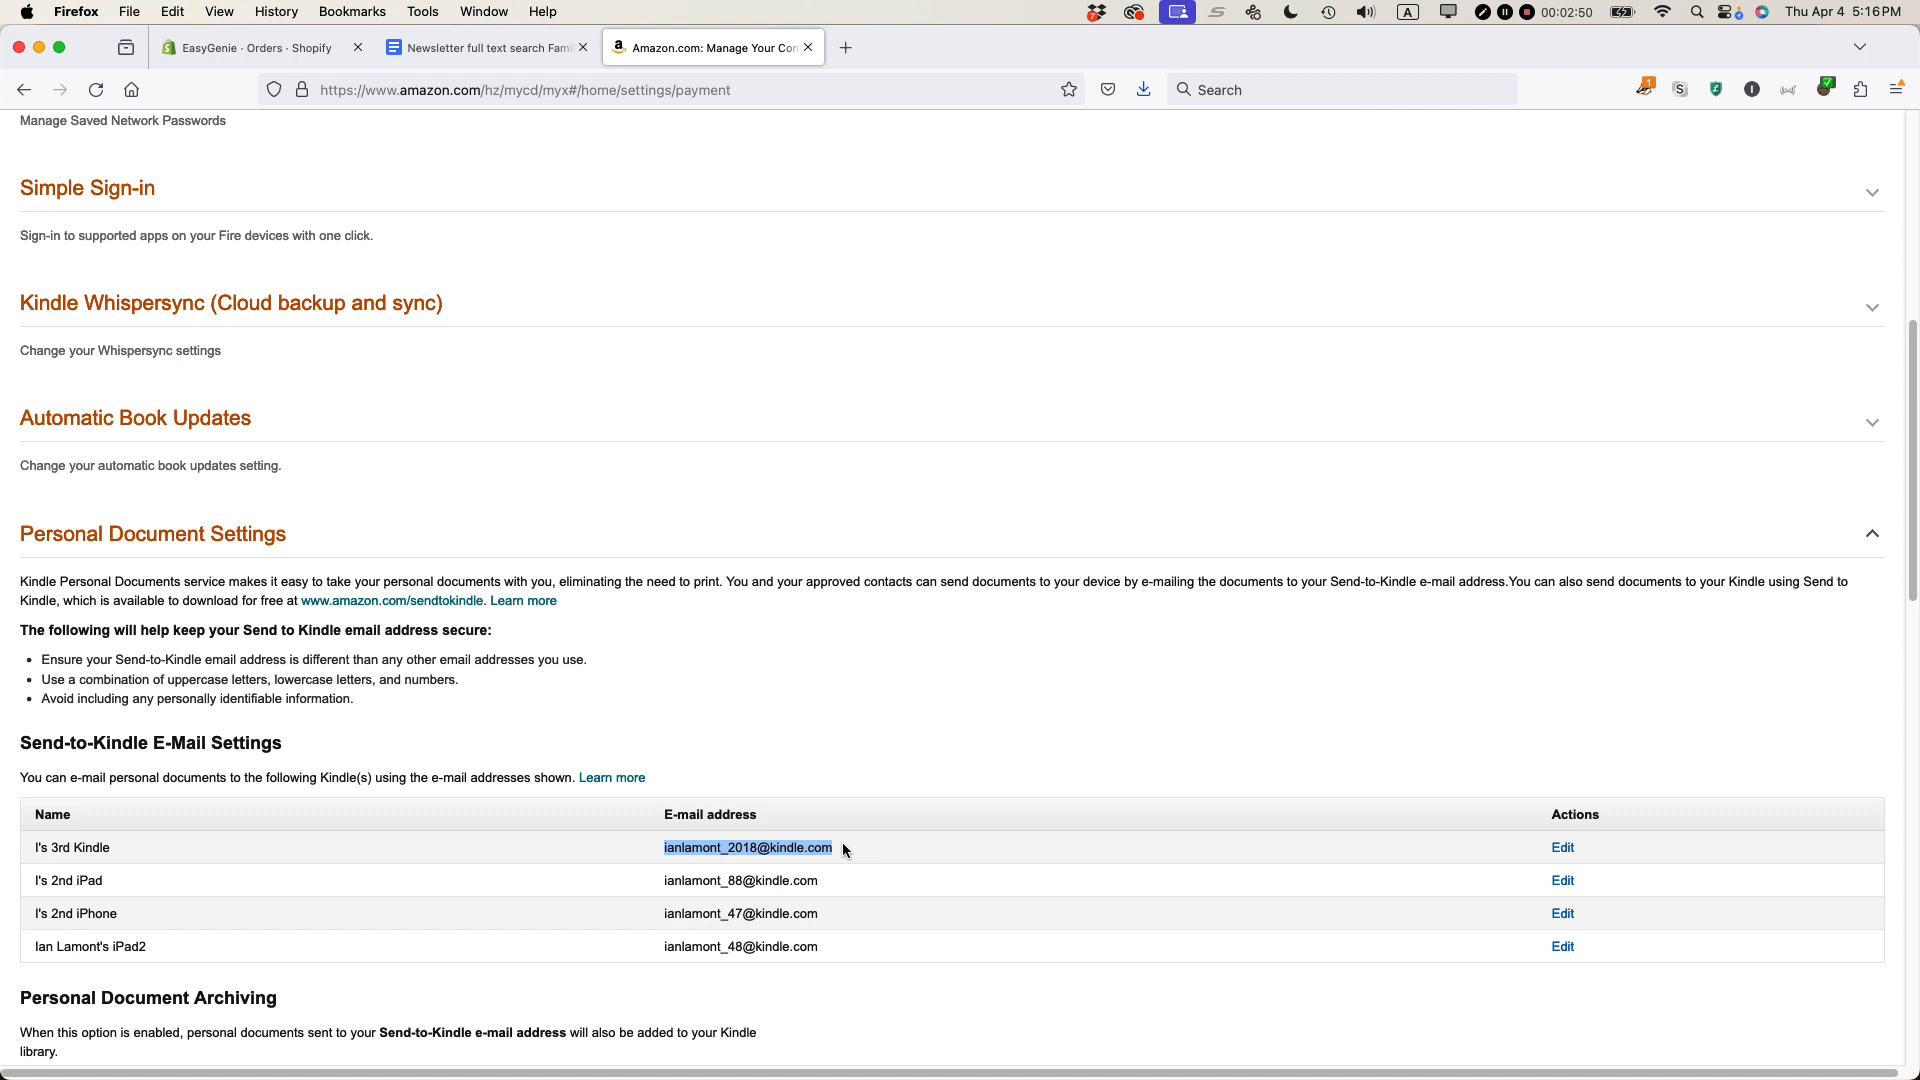 Firefox File Edit View History Bookmarks Tools Window Help 7 A 00:02:50 Thu Apr 4 5:16 PM
EasyGenie · Orders · Shopify Newsletter full text search Fami Amazon.com: Manage Your Con
https://www.amazon.com/hz/mycd/myx#/home/settings/payment Search 1 S I
Manage Saved Network Passwords
Simple Sign-in
Sign-in to supported apps on your Fire devices with one click.
Kindle Whispersync (Cloud backup and sync)
Change your Whispersync settings
Automatic Book Updates
Change your automatic book updates setting.
Personal Document Settings
Kindle Personal Documents service makes it easy to take your personal documents with you, eliminating the need to print. You and your approved contacts can send documents to your device by e-mailing the documents to your Send-to-Kindle e-mail address.You can also send documents to your Kindle using Send to
Kindle, which is available to download for free at www.amazon.com/sendtokindle. Learn more
The following will help keep your Send to Kindle email address secure:
• Ensure your Send-to-Kindle email address is different than any other email addresses you use.
• Use a combination of uppercase letters, lowercase letters, and numbers.
• Avoid including any personally identifiable information.
Send-to-Kindle E-Mail Settings
You can e-mail personal documents to the following Kindle(s) using the e-mail addresses shown. Learn more
Name E-mail address Actions
I's 3rd Kindle ianlamont_2018@kindle.com Edit
I's 2nd iPad ianlamont_88@kindle.com Edit
I's 2nd iPhone ianlamont_47@kindle.com Edit
Ian Lamont's iPad2 ianlamont_48@kindle.com Edit
Personal Document Archiving
When this option is enabled, personal documents sent to your Send-to-Kindle e-mail address will also be added to your Kindle
library.